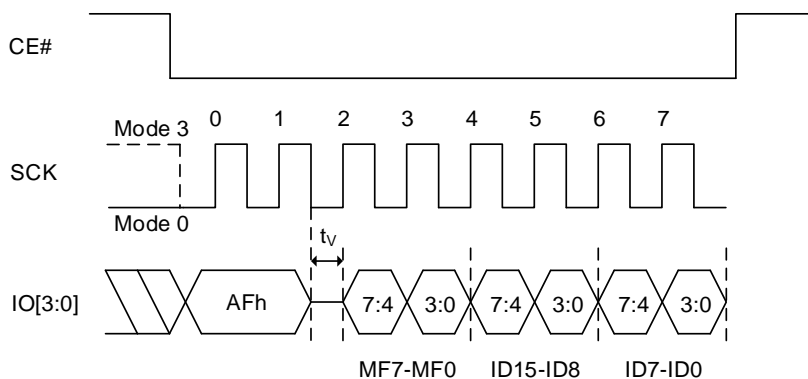 CE#
Mode 3
0 1 2 3 4 5 6 7
SCK
Mode 0
tV
IO[3:0]
AFh
7:4 3:0 7:4 3:0 7:4 3:0
MF7-MF0 ID15-ID8 ID7-ID0